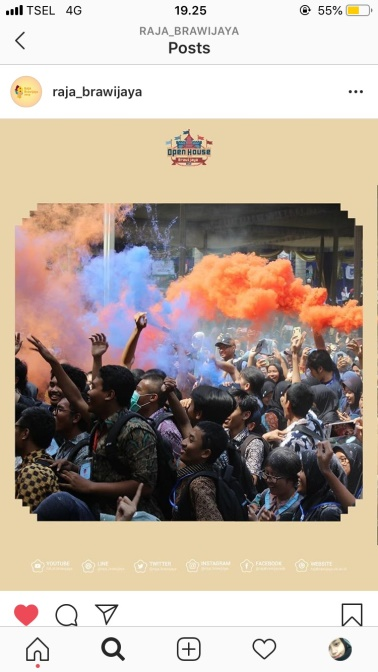 TSEL 4G
19.25
55%
RAJA_BRAWIJAYA
Posts
raja_brawijaya
Open House
YOUTUBE
LINE
TWITTER
INSTAGRAM
FACEBOOK
WEBSITE